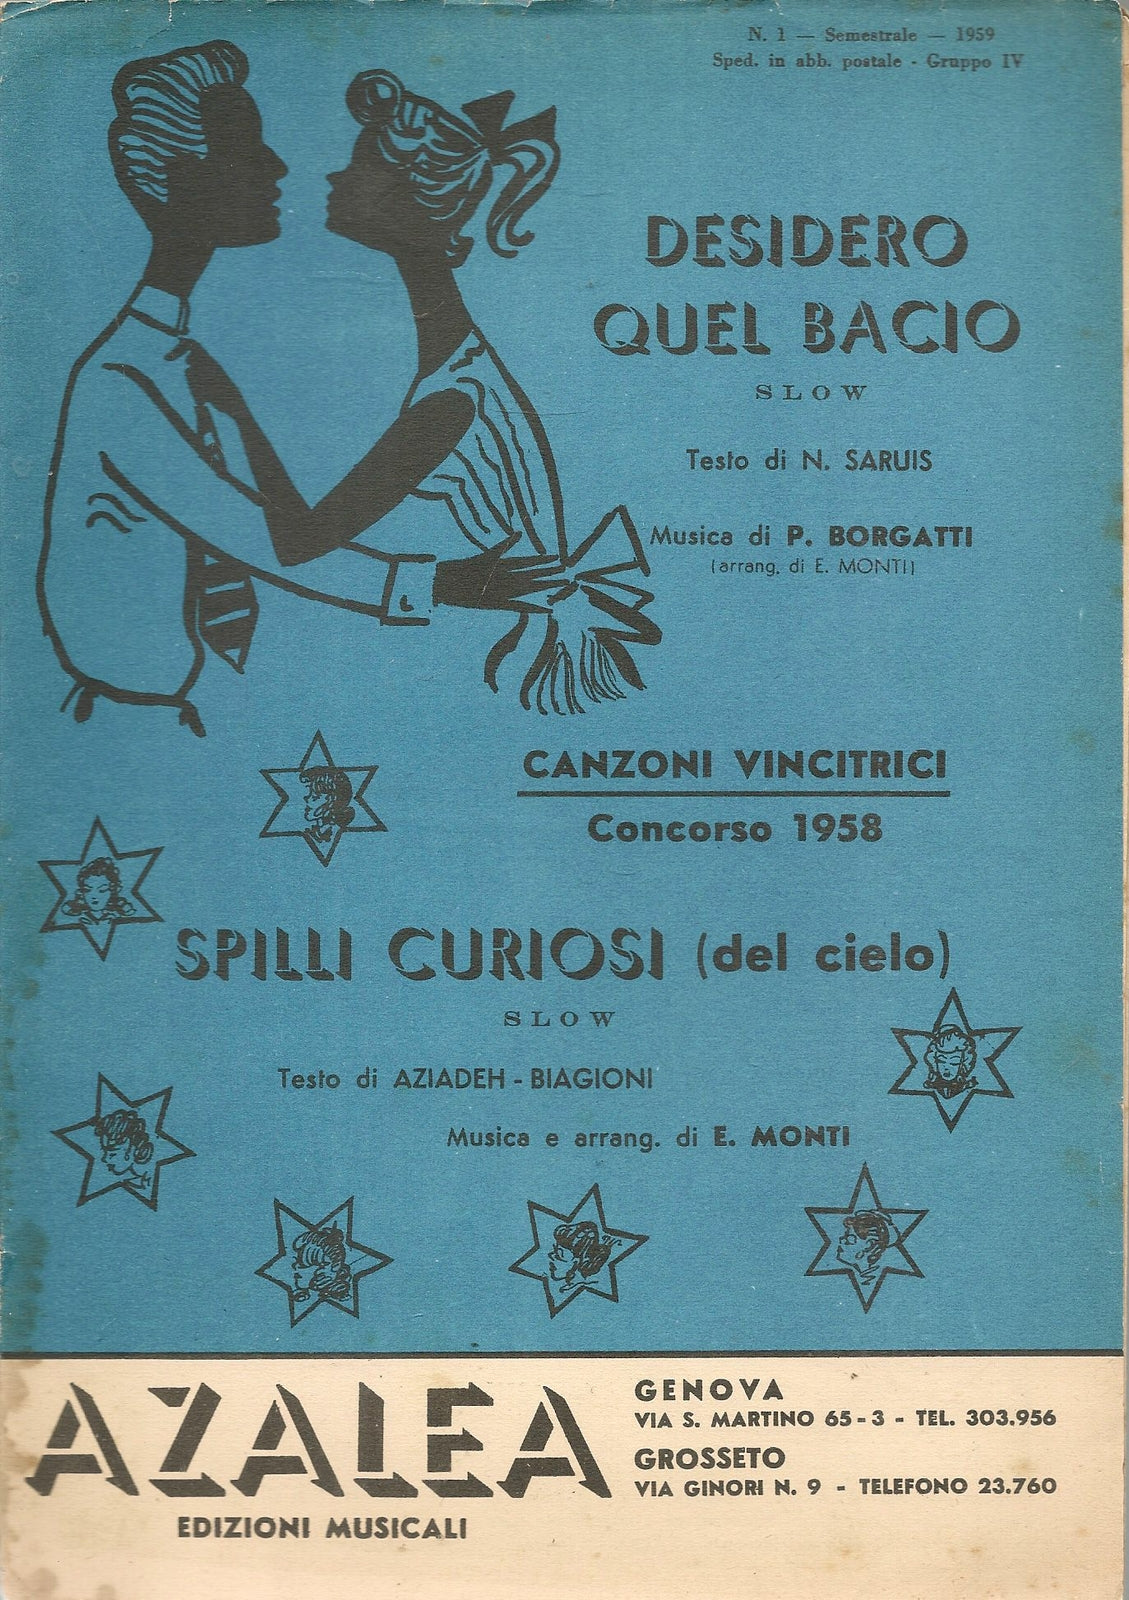 N. 1 — Semestrale — 1959
Sped. in abb. postale - Gruppo IV
DESIDERO
QUEL BACIO
SLOW
Testo di N. SARUIS
Musica di P. BORGATTI
(arrang. di E. MONTI)
CANZONI VINCITRICI
Concorso 1958
SPILLI CURIOSI (del cielo)
SLOW
Testo di AZIADEH - BIAGIONI
Musica e arrang. di E. MONTI
AZALEA
EDIZIONI MUSICALI
GENOVA
VIA S. MARTINO 65-3 - TEL. 303.956
GROSSETO
VIA GINORI N. 9 - TELEFONO 23.760